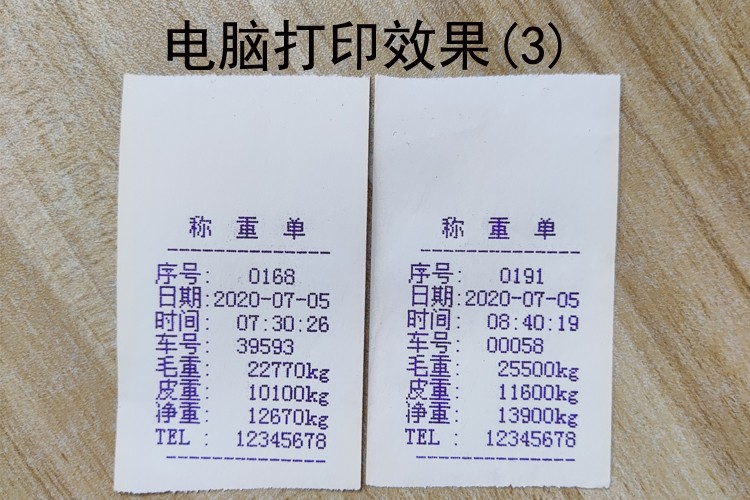 电脑打印效果(3)
称 重 单
------------------
序号: 0168
日期:2020-07-05
时间: 07:30:26
车号: 39593
毛重: 22770kg
皮重: 10100kg
净重: 12670kg
TEL : 12345678
------------------
称 重 单
------------------
序号: 0191
日期:2020-07-05
时间: 08:40:19
车号: 00058
毛重: 25500kg
皮重: 11600kg
净重: 13900kg
TEL : 12345678
------------------